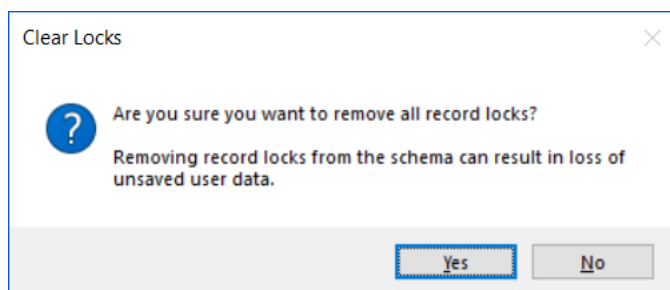 Clear Locks
Are you sure you want to remove all record locks?
Removing record locks from the schema can result in loss of
unsaved user data.
Yes No